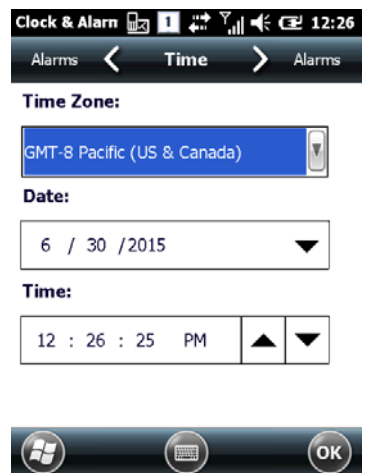 Clock & Alarm 1 12:26
Alarms Time Alarms
Time Zone:
GMT-8 Pacific (US & Canada)
Date:
6 / 30 /2015
Time:
12 : 26 : 25 PM
OK